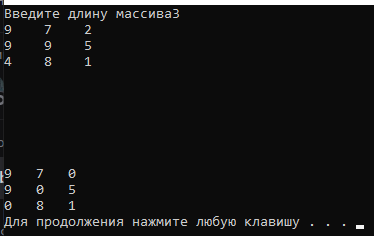 Введите длину массива3
9 7 2
9 9 5
4 8 1
9 7 0
9 0 5
0 8 1
Для продолжения нажмите любую клавишу . . .